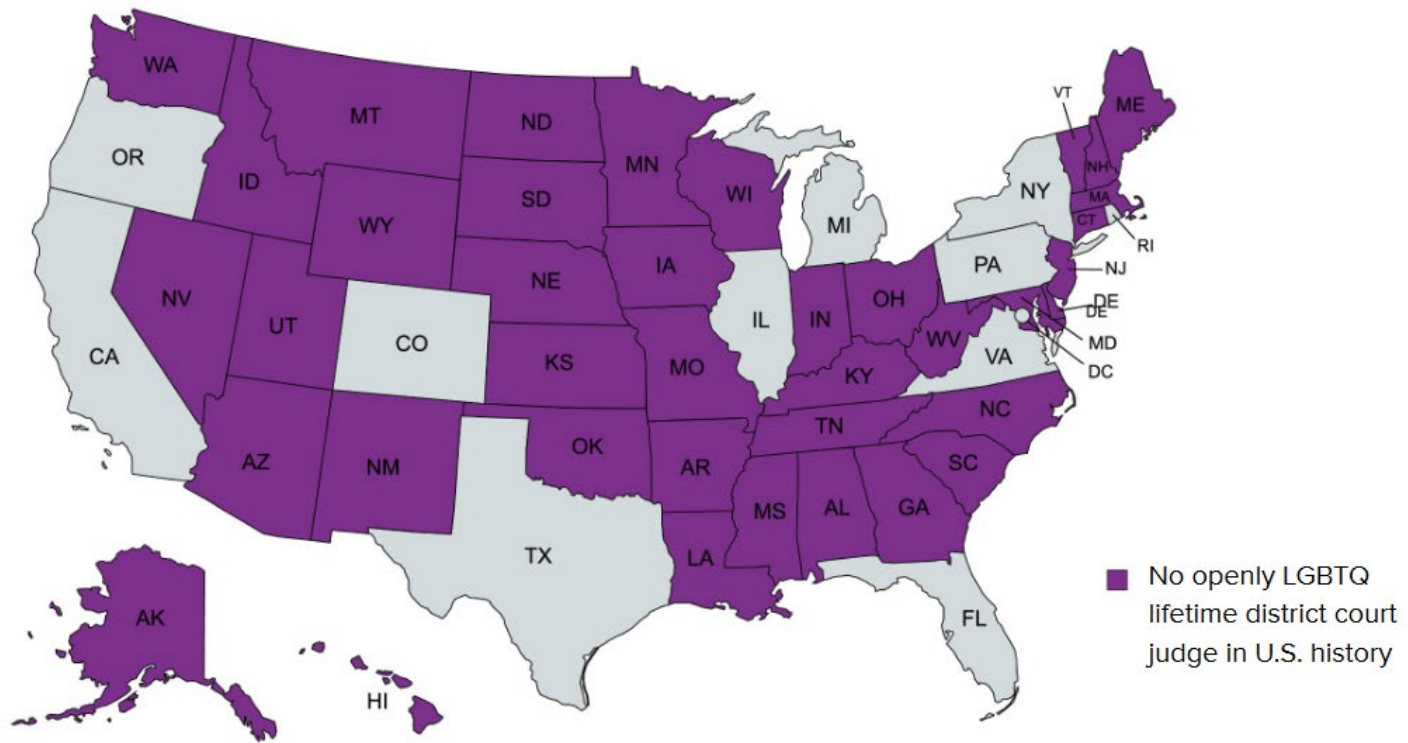 WA
MT
ND
MN
OR
ID
SD
WI
WY
MI
NY
VT
ME
NH
MA
CT
RI
PA
NJ
NV
UT
CO
NE
IA
IL
IN
OH
DE
DE
MD
DC
CA
KS
MO
KY
WV
VA
AZ
NM
OK
AR
TN
NC
SC
MS
AL
GA
TX
LA
FL
AK
HI
No openly LGBTQ
lifetime district court
judge in U.S. history